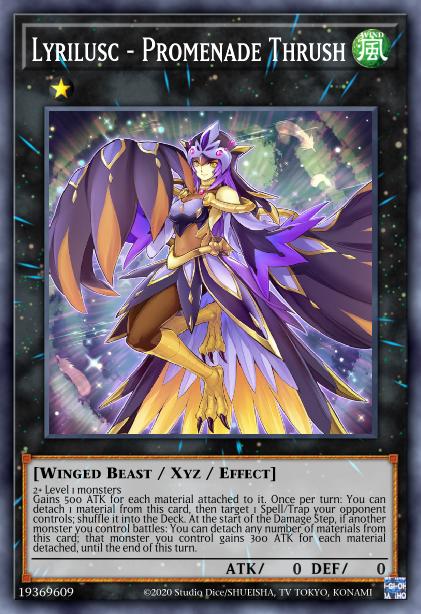 Lyrilusc - Promenade Thrush
WIND
風
[Winged Beast / Xyz / Effect]
2+ Level 1 monsters
Gains 500 ATK for each material attached to it. Once per turn: You can
detach 1 material from this card, then target 1 Spell/Trap your opponent
controls; shuffle it into the Deck. At the start of the Damage Step, if another
monster you control battles: You can detach any number of materials from
this card; that monster you control gains 300 ATK for each material
detached, until the end of this turn.
ATK/ 0 DEF/ 0
19369609
©2020 Studio Dice/SHUEISHA, TV TOKYO, KONAMI